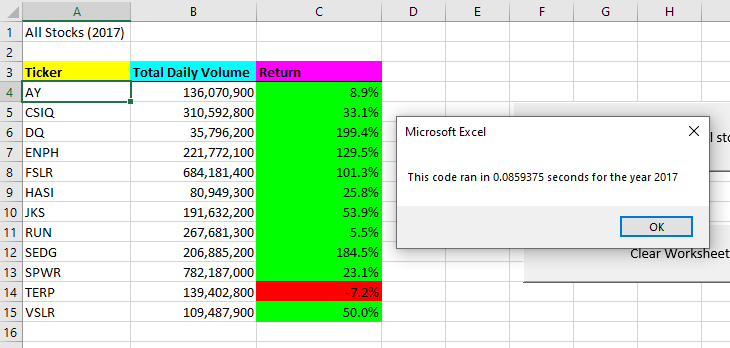 A B C D E F G H
1 All Stocks (2017)
2
3 Ticker Total Daily Volume Return
4 AY 136,070,900 8.9%
5 CSIQ 310,592,800 33.1%
6 DQ 35,796,200 199.4%
7 ENPH 221,772,100 129.5%
8 FSLR 684,181,400 101.3%
9 HASI 80,949,300 25.8%
10 JKS 191,632,200 53.9%
11 RUN 267,681,300 5.5%
12 SEDG 206,885,200 184.5%
13 SPWR 782,187,000 23.1%
14 TERP 139,402,800 -7.2%
15 VSLR 109,487,900 50.0%
16
Microsoft Excel
This code ran in 0.0859375 seconds for the year 2017
OK
Clear Worksheet